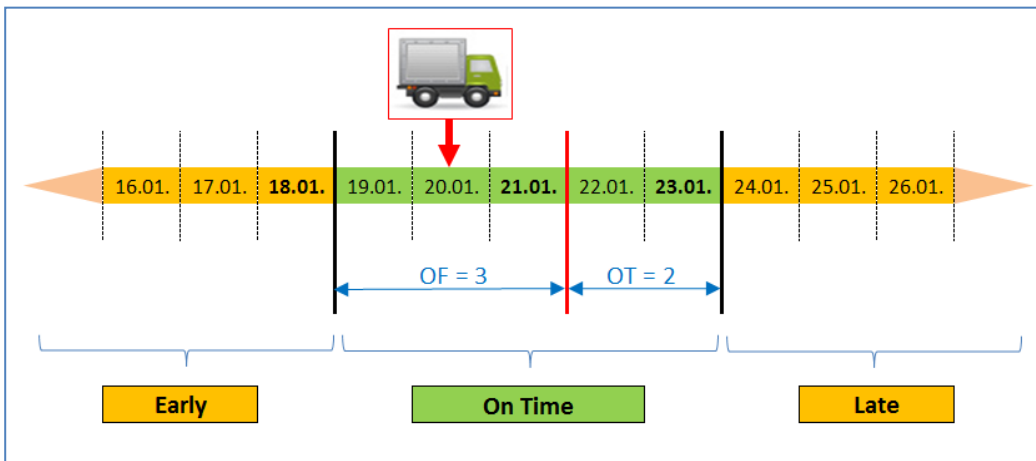 16.01. 17.01. 18.01. 19.01. 20.01. 21.01. 22.01. 23.01. 24.01. 25.01. 26.01.
OF = 3 OT = 2
Early On Time Late